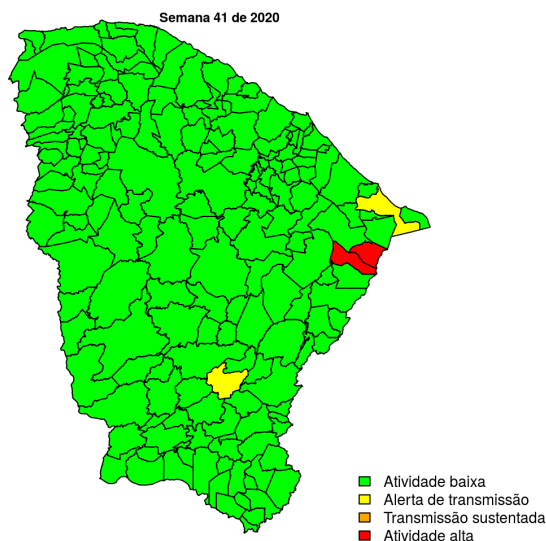 Semana 41 de 2020
Atividade baixa
Alerta de transmissão
Transmissão sustentada
Atividade alta